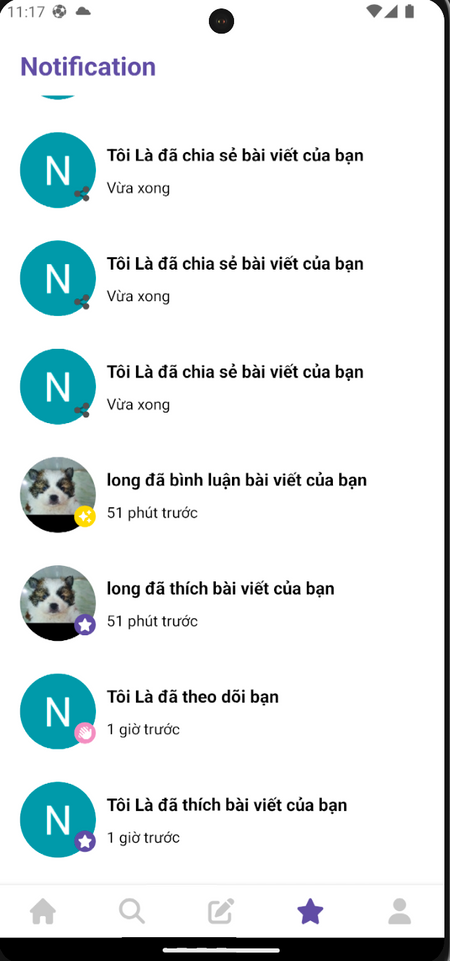 11:17
Notification
N
Tôi Là đã chia sẻ bài viết của bạn
Vừa xong
N
Tôi Là đã chia sẻ bài viết của bạn
Vừa xong
N
Tôi Là đã chia sẻ bài viết của bạn
Vừa xong
long đã bình luận bài viết của bạn
51 phút trước
long đã thích bài viết của bạn
51 phút trước
N
Tôi Là đã theo dõi bạn
1 giờ trước
N
Tôi Là đã thích bài viết của bạn
1 giờ trước